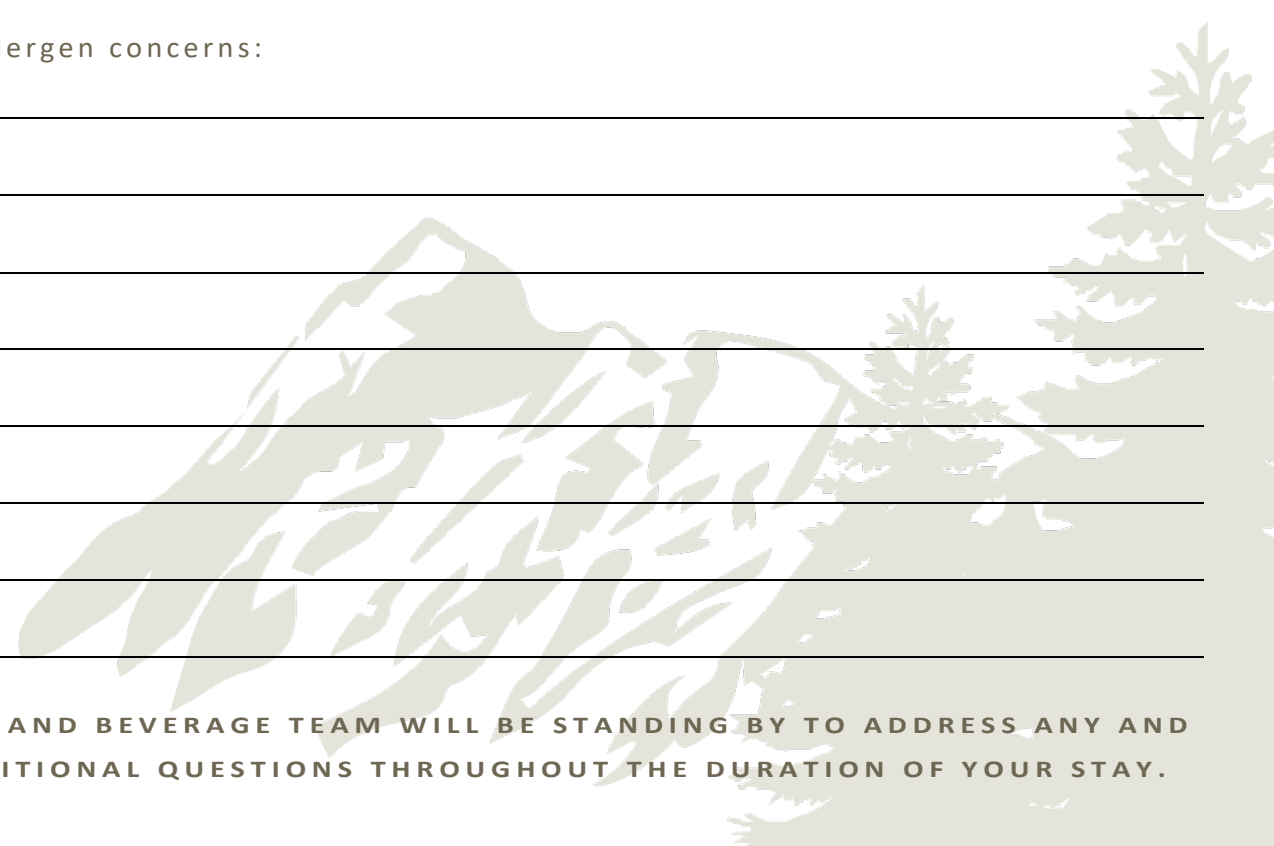 lergen concerns:
AND BEVERAGE TEAM WILL BE STANDING BY TO ADDRESS ANY AND
ITIONAL QUESTIONS THROUGHOUT THE DURATION OF YOUR STAY.